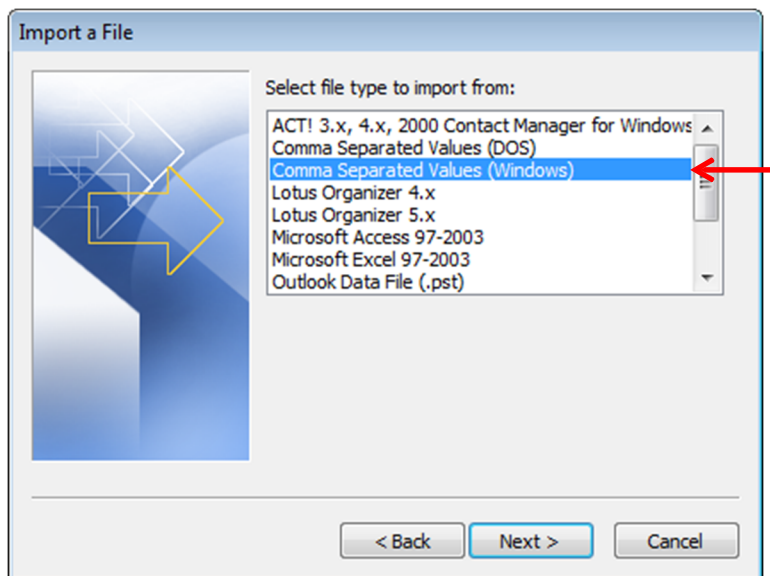 Import a File
Select file type to import from:
ACT! 3.x, 4.x, 2000 Contact Manager for Windows
Comma Separated Values (DOS)
Comma Separated Values (Windows)
Lotus Organizer 4.x
Lotus Organizer 5.x
Microsoft Access 97-2003
Microsoft Excel 97-2003
Outlook Data File (.pst)
< Back Next > Cancel